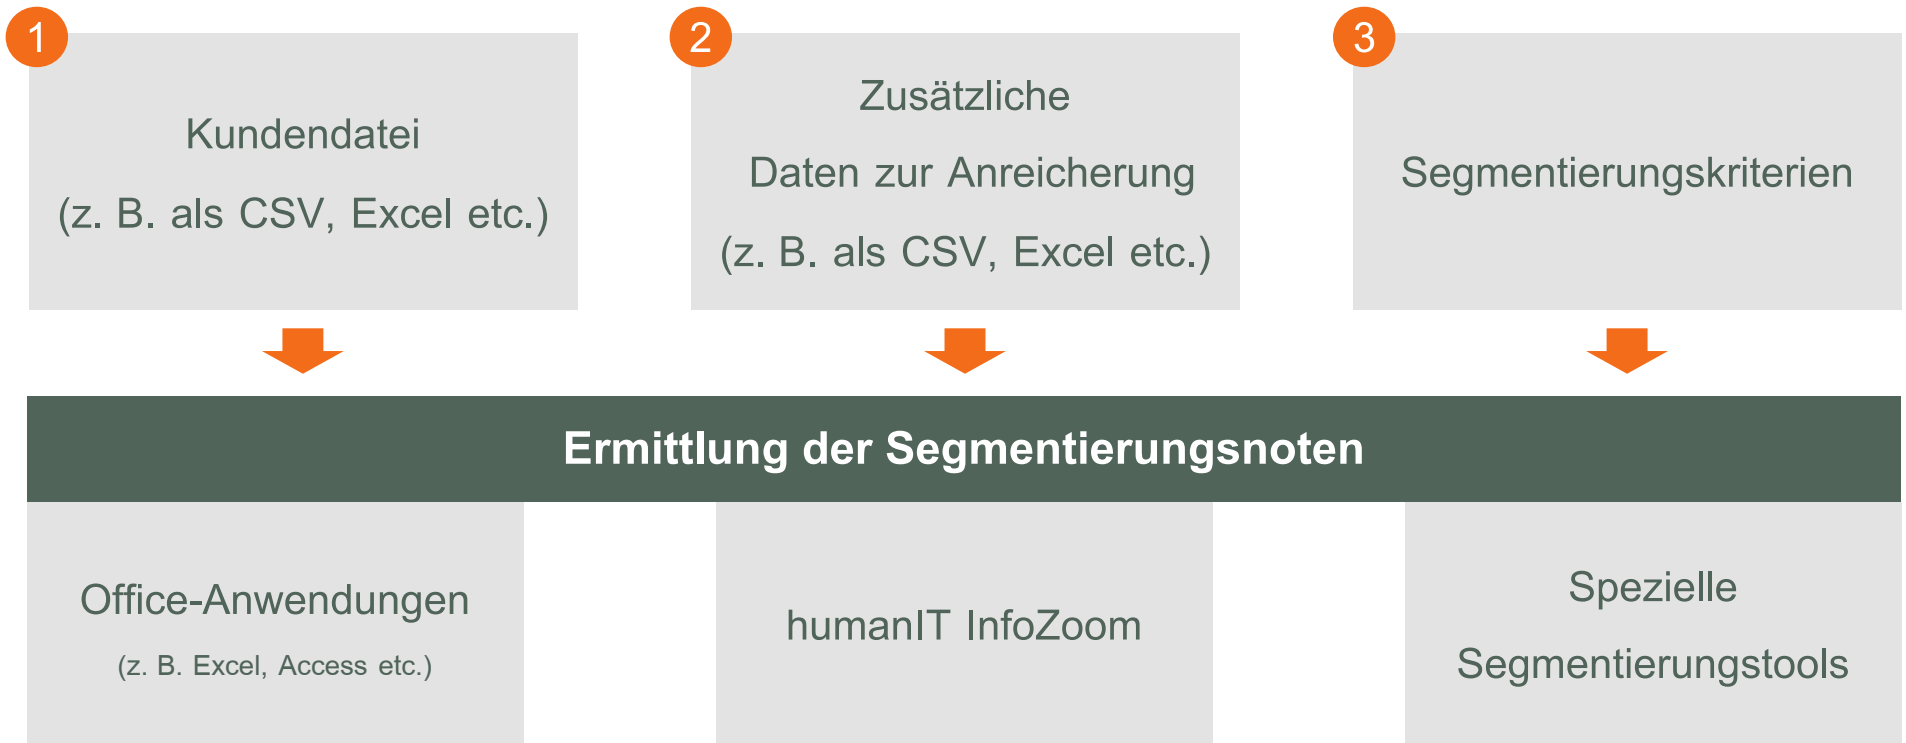 1
Kundendatei
(z. B. als CSV, Excel etc.)
2
Zusätzliche
Daten zur Anreicherung
(z. B. als CSV, Excel etc.)
3
Segmentierungskriterien
Ermittlung der Segmentierungsnoten
Office-Anwendungen
(z. B. Excel, Access etc.)
humanIT InfoZoom
Spezielle
Segmentierungstools